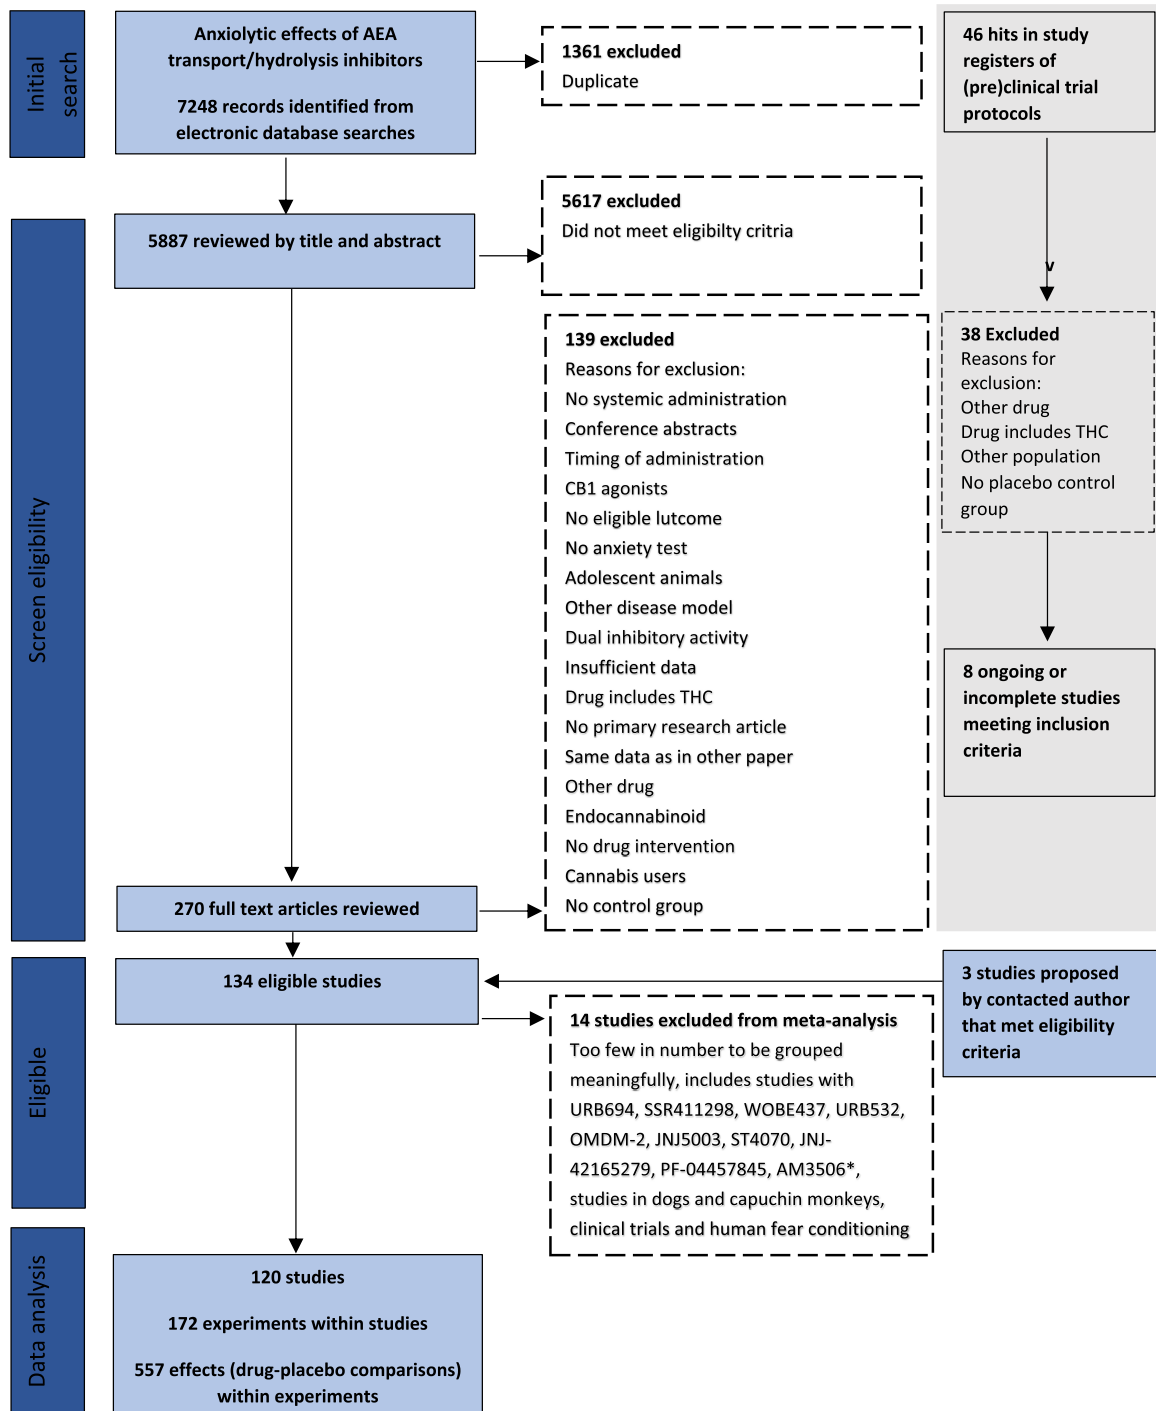 Initial
search
Anxiolytic effects of AEA
transport/hydrolysis inhibitors
7248 records identified from
electronic database searches
1361 excluded
Duplicate
46 hits in study
registers of
(pre)clinical trial
protocols
Screen eligibility
5887 reviewed by title and abstract
5617 excluded
Did not meet eligibilty critria
v
139 excluded
Reasons for exclusion:
No systemic administration
Conference abstracts
Timing of administration
CB1 agonists
No eligible lutcome
No anxiety test
Adolescent animals
Other disease model
Dual inhibitory activity
Insufficient data
Drug includes THC
No primary research article
Same data as in other paper
Other drug
Endocannabinoid
No drug intervention
Cannabis users
No control group
38 Excluded
Reasons for
exclusion:
Other drug
Drug includes THC
Other population
No placebo control
group
8 ongoing or
incomplete studies
meeting inclusion
criteria
270 full text articles reviewed
Eligible
134 eligible studies
3 studies proposed
by contacted author
that met eligibility
criteria
14 studies excluded from meta-analysis
Too few in number to be grouped
meaningfully, includes studies with
URB694, SSR411298, WOBE437, URB532,
OMDM-2, JNJ5003, ST4070, JNJ-
42165279, PF-04457845, AM3506*,
studies in dogs and capuchin monkeys,
clinical trials and human fear conditioning
Data analysis
120 studies
172 experiments within studies
557 effects (drug-placebo comparisons)
within experiments